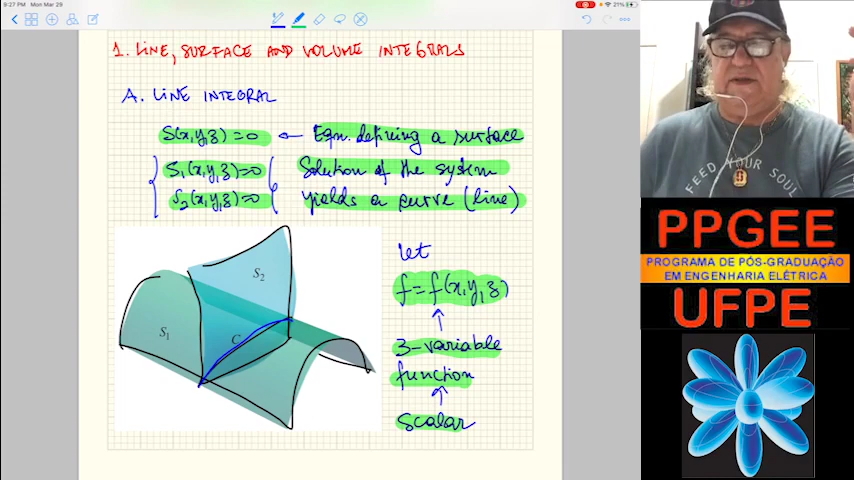 9:27 PM Mon Mar 29
21%
1. LINE, SURFACE AND VOLUME INTEGRALS
A. LINE INTEGRAL
S(x,y,z)=0 ← Eqn. defining a surface
S1(x,y,z)=0 Solution of the system
S2(x,y,z)=0 yields a curve (line)
S2
S1
C
let
f=f(x,y,z)
3-variable
function
scalar
FEED YOUR SOUL
PPGEE
PROGRAMA DE PÓS-GRADUAÇÃO
EM ENGENHARIA ELÉTRICA
UFPE